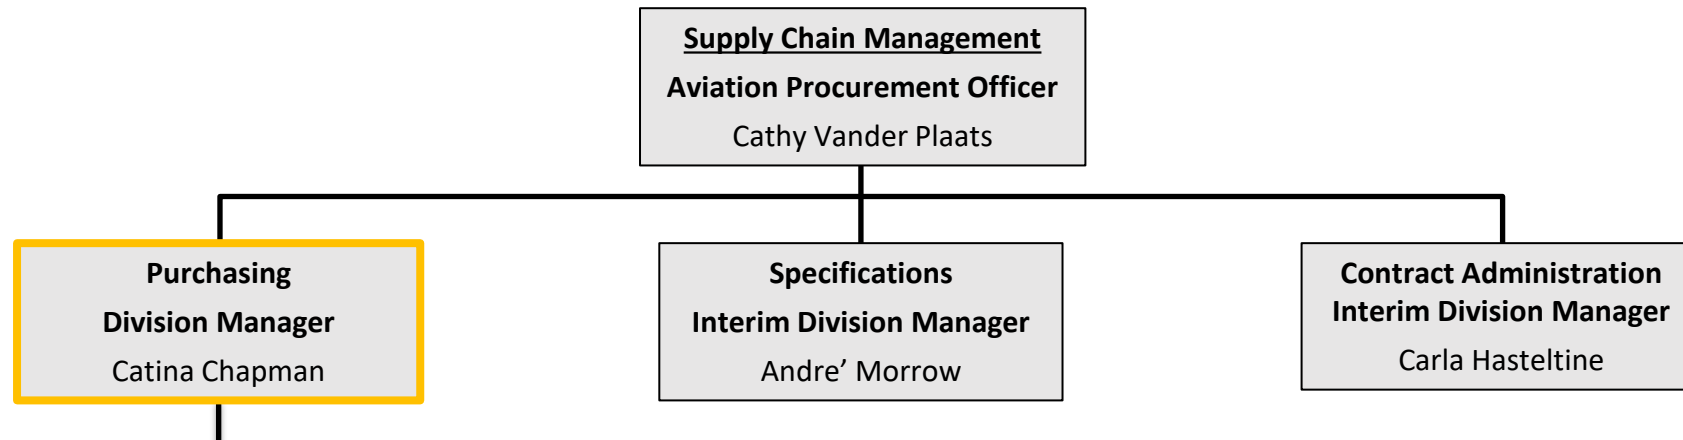 Supply Chain Management
Aviation Procurement Officer
Cathy Vander Plaats
Purchasing
Division Manager
Catina Chapman
Specifications
Interim Division Manager
Andre’ Morrow
Contract Administration
Interim Division Manager
Carla Hasteltine